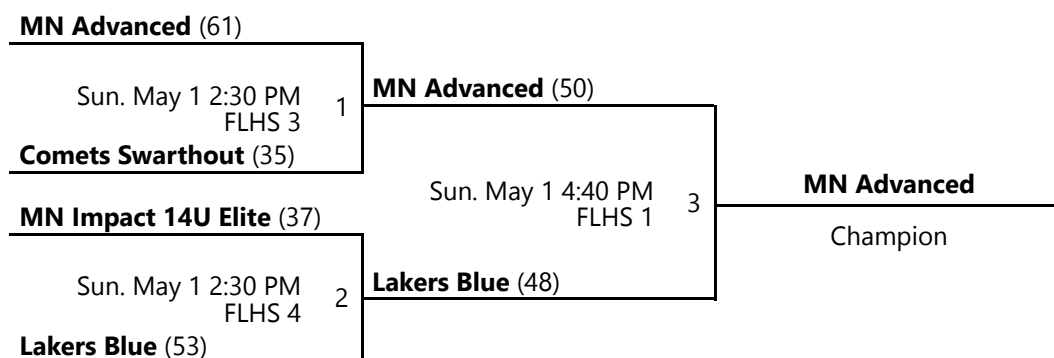 MN Advanced (61)
Sun. May 1 2:30 PM
FLHS 3
1
Comets Swarthout (35)
MN Impact 14U Elite (37)
Sun. May 1 2:30 PM
FLHS 4
2
Lakers Blue (53)
MN Advanced (50)
Sun. May 1 4:40 PM
FLHS 1
3
Lakers Blue (48)
MN Advanced
Champion